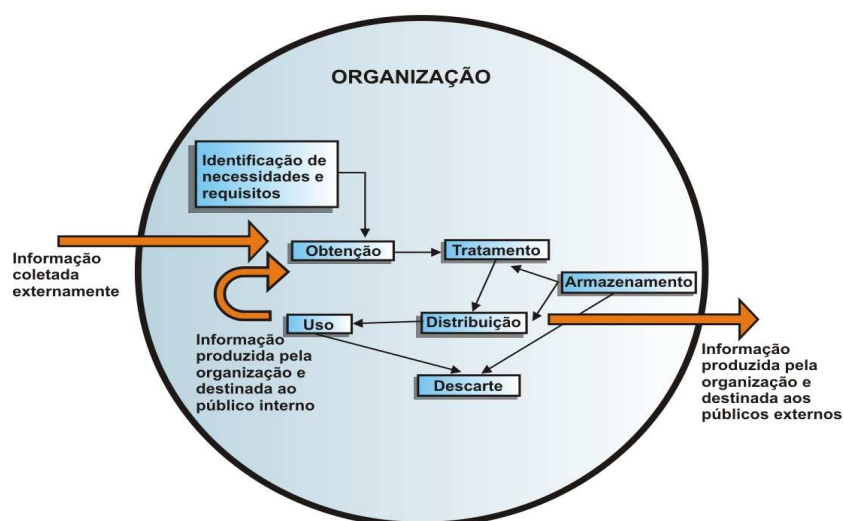 ORGANIZAÇÃO
Identificação de
necessidades e
requisitos
Informação
coletada
externamente
Obtenção
Tratamento
Armazenamento
Uso
Distribuição
Descarte
Informação
produzida pela
organização e
destinada ao
público interno
Informação
produzida pela
organização e
destinada aos
públicos externos